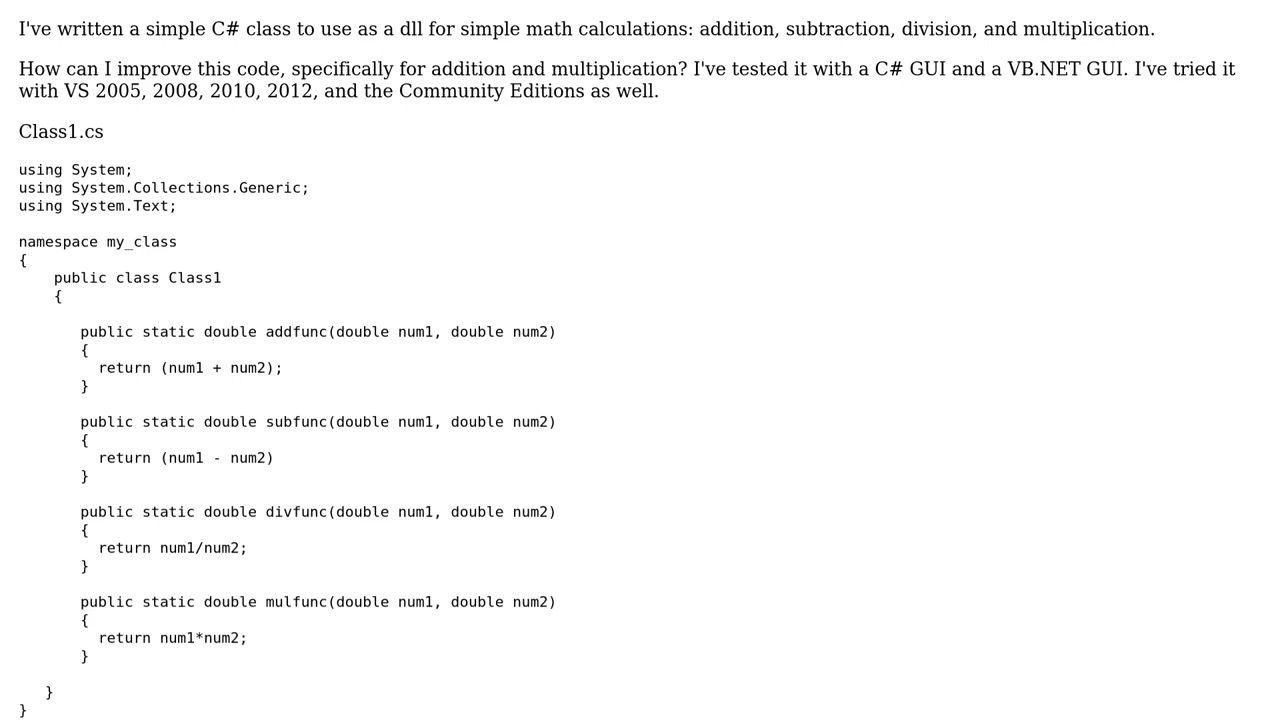 I've written a simple C# class to use as a dll for simple math calculations: addition, subtraction, division, and multiplication.
How can I improve this code, specifically for addition and multiplication? I've tested it with a C# GUI and a VB.NET GUI. I've tried it
with VS 2005, 2008, 2010, 2012, and the Community Editions as well.
Class1.cs
using System;
using System.Collections.Generic;
using System.Text;
namespace my_class
{
    public class Class1
    {
       public static double addfunc(double num1, double num2)
       {
         return (num1 + num2);
       }
       public static double subfunc(double num1, double num2)
       {
         return (num1 - num2)
       }
       public static double divfunc(double num1, double num2)
       {
         return num1/num2;
       }
       public static double mulfunc(double num1, double num2)
       {
         return num1*num2;
       }
   }
}